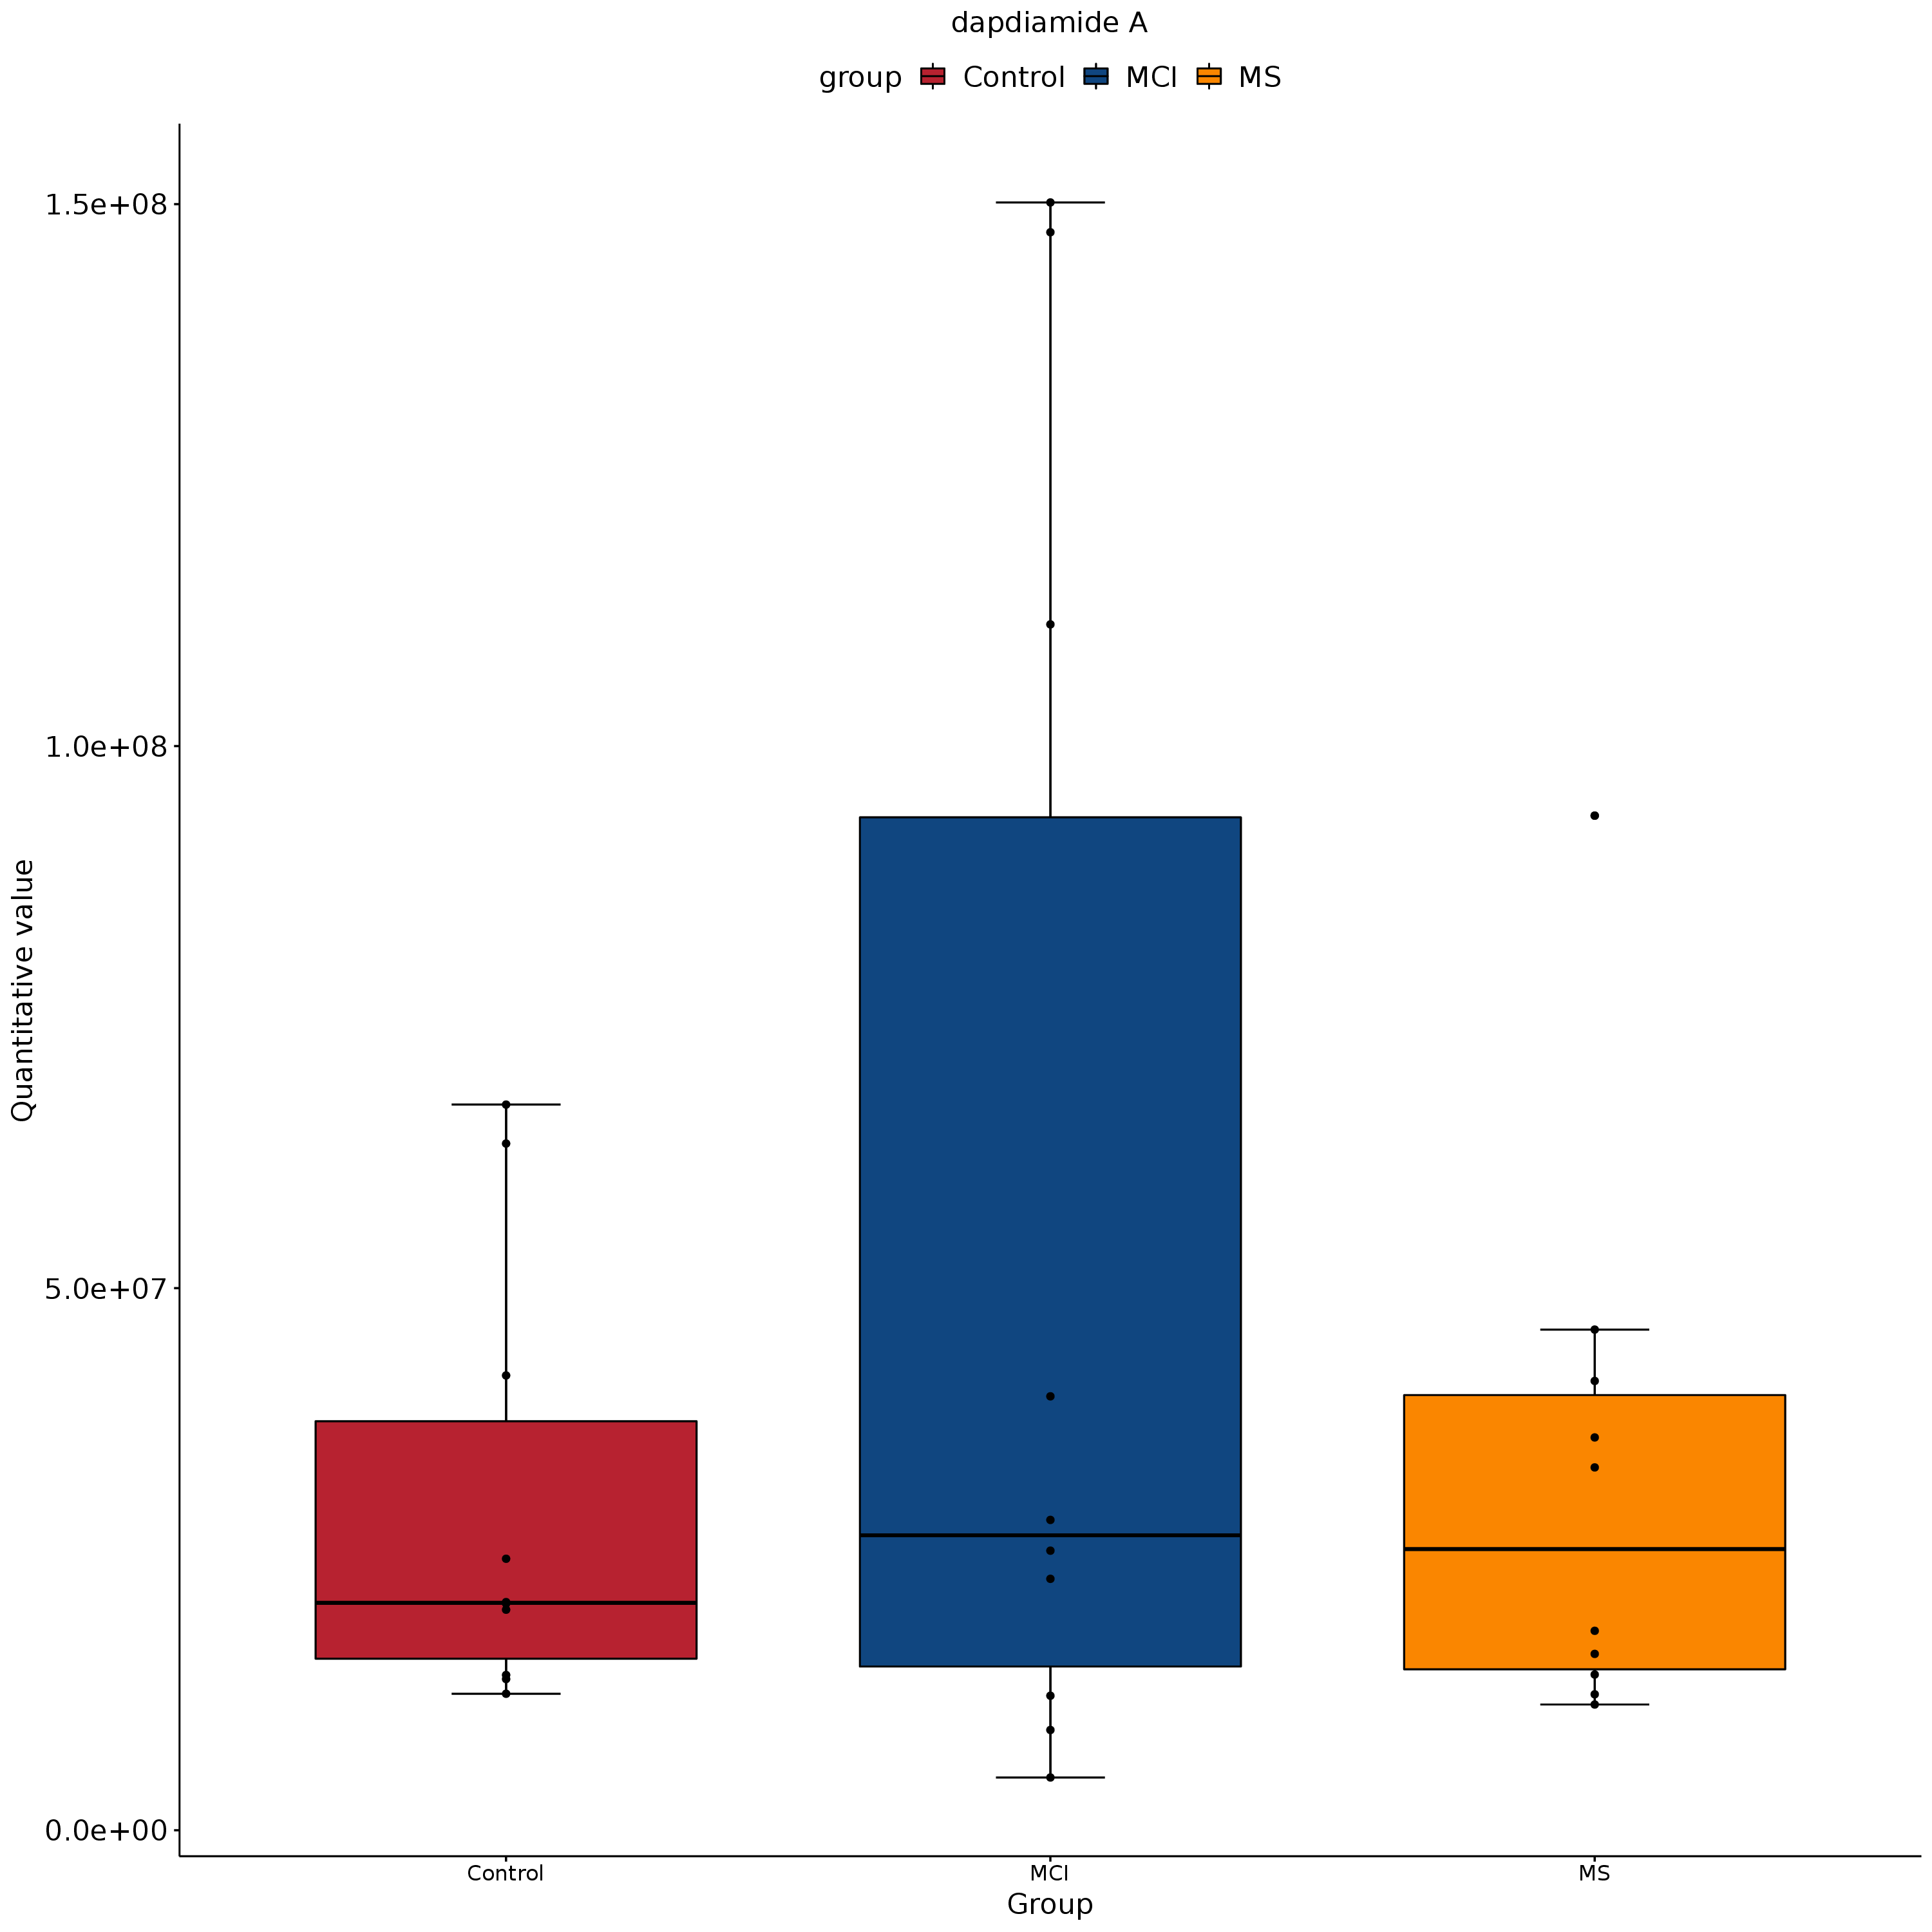 dapdiamide A
group Control MCI MS
1.5e+08
1.0e+08
5.0e+07
0.0e+00
Quantitative value
Control MCI MS
Group